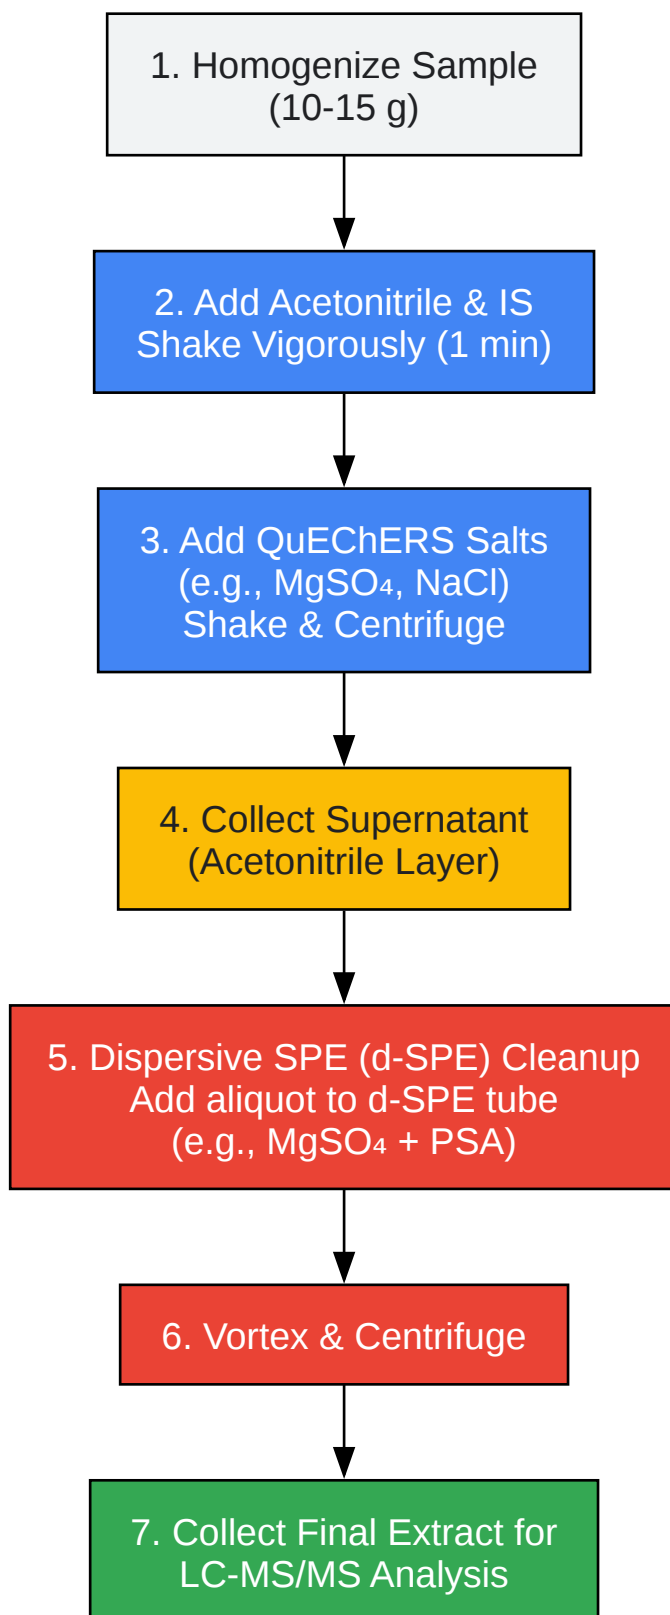 1. Homogenize Sample
(10-15 g)
2. Add Acetonitrile & IS
Shake Vigorously (1 min)
3. Add QuEChERS Salts
(e.g., MgSO₄, NaCl)
Shake & Centrifuge
4. Collect Supernatant
(Acetonitrile Layer)
5. Dispersive SPE (d-SPE) Cleanup
Add aliquot to d-SPE tube
(e.g., MgSO₄ + PSA)
6. Vortex & Centrifuge
7. Collect Final Extract for
LC-MS/MS Analysis